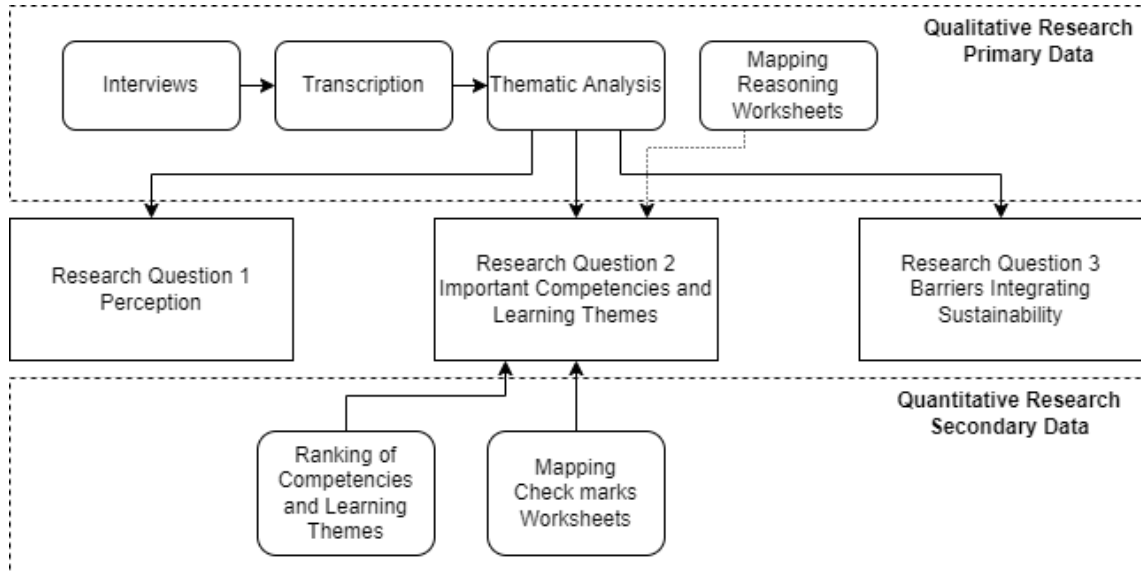 Qualitative Research
Primary Data
Interviews
Transcription
Thematic Analysis
Mapping
Reasoning
Worksheets
Research Question 1
Perception
Research Question 2
Important Competencies and
Learning Themes
Research Question 3
Barriers Integrating
Sustainability
Quantitative Research
Secondary Data
Ranking of
Competencies
and Learning
Themes
Mapping
Check marks
Worksheets